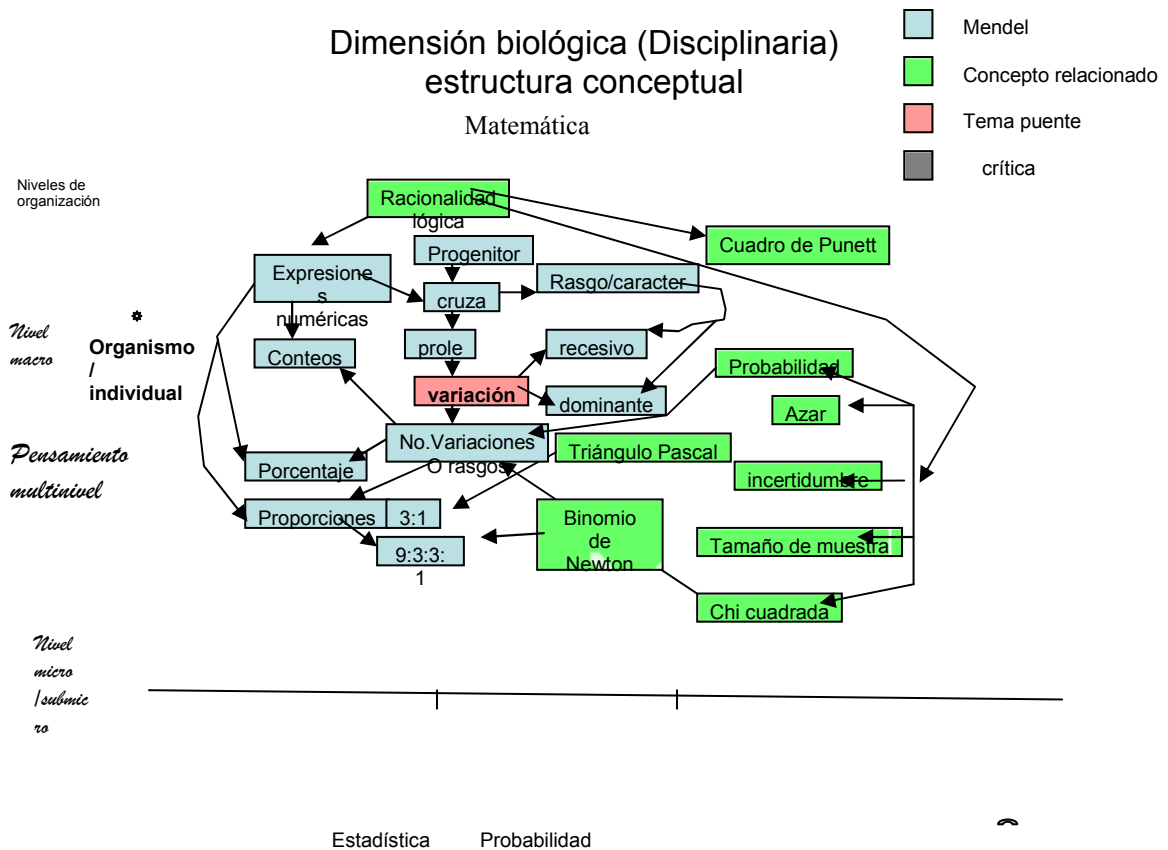 Dimensión biológica (Disciplinaria)
estructura conceptual
Matemática
Mendel
Concepto relacionado
Tema puente
crítica
Niveles de
organización
Racionalidad
lógica
Cuadro de Punett
Progenitor
Expresione
s
numéricas
Rasgo/caracter
cruza
Nivel
macro
Organismo
/
individual
Conteos
prole
recesivo
Probabilidad
variación
dominante
Azar
Pensamiento
multinivel
No.Variaciones
O rasgos
Triángulo Pascal
Porcentaje
incertidumbre
Proporciones
3:1
Binomio
de
Newton
9:3:3:
1
Tamaño de muestra
Chi cuadrada
Nivel
micro
/submic
ro
Estadística
Probabilidad